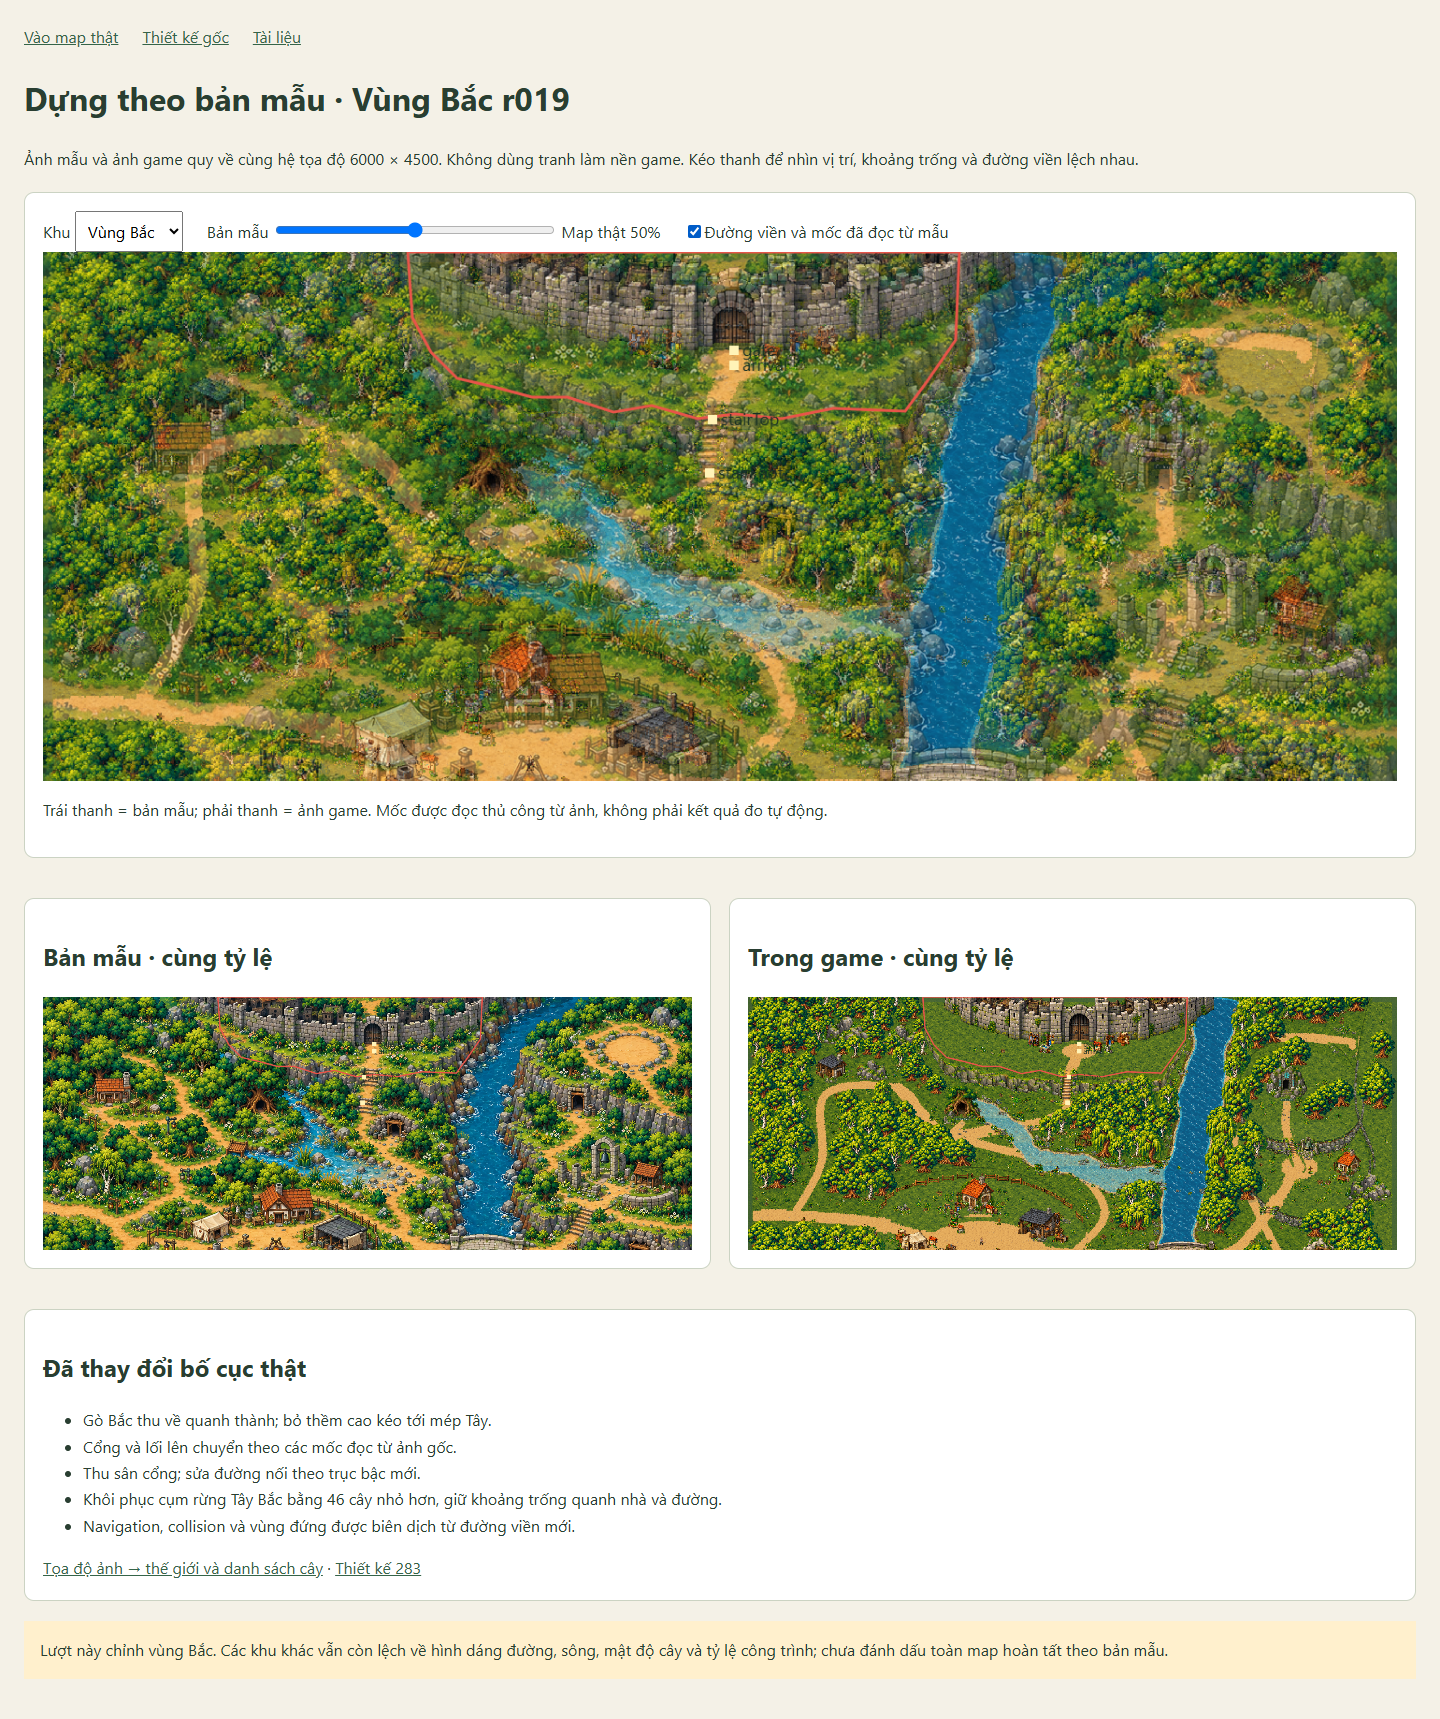 Vào map thật Thiết kế gốc Tài liệu
Dựng theo bản mẫu · Vùng Bắc r019
Ảnh mẫu và ảnh game quy về cùng hệ tọa độ 6000 × 4500. Không dùng tranh làm nền game. Kéo thanh để nhìn vị trí, khoảng trống và đường viền lệch nhau.
Khu Vùng Bắc Bản mẫu Map thật 50% Đường viền và mốc đã đọc từ mẫu
arrival
stairTop
Trái thanh = bản mẫu; phải thanh = ảnh game. Mốc được đọc thủ công từ ảnh, không phải kết quả đo tự động.
Bản mẫu · cùng tỷ lệ
Trong game · cùng tỷ lệ
Đã thay đổi bố cục thật
Gò Bắc thu về quanh thành; bỏ thềm cao kéo tới mép Tây.
Cổng và lối lên chuyển theo các mốc đọc từ ảnh gốc.
Thu sân cổng; sửa đường nối theo trục bậc mới.
Khôi phục cụm rừng Tây Bắc bằng 46 cây nhỏ hơn, giữ khoảng trống quanh nhà và đường.
Navigation, collision và vùng đứng được biên dịch từ đường viền mới.
Tọa độ ảnh → thế giới và danh sách cây · Thiết kế 283
Lượt này chỉnh vùng Bắc. Các khu khác vẫn còn lệch về hình dáng đường, sông, mật độ cây và tỷ lệ công trình; chưa đánh dấu toàn map hoàn tất theo bản mẫu.